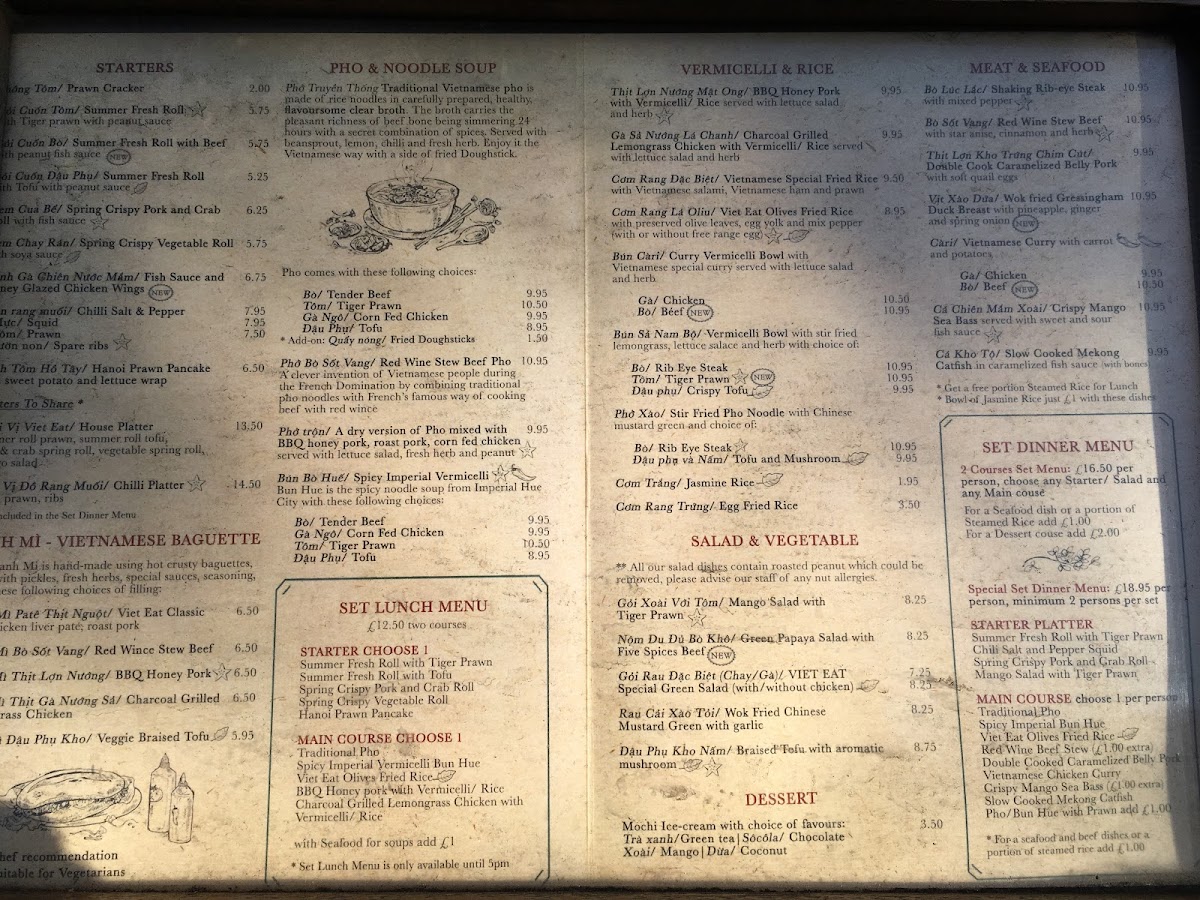 STARTERS
Tôm/ Prawn Cracker 2.00
Cuốn Tôm/ Summer Fresh Roll 5.75
with Tiger prawn with peanut sauce
Cuốn Bò/ Summer Fresh Roll with Beef 5.75
peanut fish sauce NEW
Cuốn Đậu Phụ/ Summer Fresh Roll 5.25
with Tofu with peanut sauce
Cua Bể/ Spring Crispy Pork and Crab 6.25
roll with fish sauce
Chay Rán/ Spring Crispy Vegetable Roll 5.75
soya sauce
Gà Chiên Nước Mắm/ Fish Sauce and 6.75
Glazed Chicken Wings NEW
rang muối/ Chilli Salt & Pepper
Mực/ Squid 7.95
Tôm/ Prawn 7.95
non/ Spare ribs 7.50
Tôm Hồ Tây/ Hanoi Prawn Pancake 6.50
sweet potato and lettuce wrap
To Share *
Vị Viet Eat/ House Platter 13.50
roll prawn, summer roll tofu,
& crab spring roll, vegetable spring roll,
salad
Vị Đồ Rang Muối/ Chilli Platter 14.50
prawn, ribs
included in the Set Dinner Menu
MÌ - VIETNAMESE BAGUETTE
Mì is hand-made using hot crusty baguettes,
with pickles, fresh herbs, special sauces, seasoning,
these following choices of filling:
Mì Patê Thịt Nguột/ Viet Eat Classic 6.50
chicken liver pate, roast pork
Mì Bò Sốt Vang/ Red Wince Stew Beef 6.50
Mì Thịt Lợn Nướng/ BBQ Honey Pork 6.50
Thịt Gà Nướng Sả/ Charcoal Grilled 6.50
Chicken
Đậu Phụ Kho/ Veggie Braised Tofu 5.95
recommendation
for Vegetarians
PHO & NOODLE SOUP
Phở Truyền Thống Traditional Vietnamese pho is
made of rice noodles in carefully prepared, healthy,
flavoursome clear broth. The broth carries the
pleasant richness of beef bone being simmering 24
hours with a secret combination of spices. Served with
beansprout, lemon, chilli and fresh herb. Enjoy it the
Vietnamese way with a side of fried Doughstick.
Pho comes with these following choices:
Bò/ Tender Beef 9.95
Tôm/ Tiger Prawn 10.50
Gà Ngô/ Corn Fed Chicken 9.95
Đậu Phụ/ Tofu 8.95
* Add-on: Quẩy nóng/ Fried Doughsticks 1.50
Phở Bò Sốt Vang/ Red Wine Stew Beef Pho 10.95
A clever invention of Vietnamese people during
the French Domination by combining traditional
pho noodles with French's famous way of cooking
beef with red wince
Phở trộn/ A dry version of Pho mixed with 9.95
BBQ honey pork, roast pork, corn fed chicken
served with lettuce salad, fresh herb and peanut
Bún Bò Huế/ Spicy Imperial Vermicelli
Bun Hue is the spicy noodle soup from Imperial Hue
City with these following choices:
Bò/ Tender Beef 9.95
Gà Ngô/ Corn Fed Chicken 9.95
Tôm/ Tiger Prawn 10.50
Đậu Phụ/ Tofu 8.95
SET LUNCH MENU
£12.50 two courses
STARTER CHOOSE 1
Summer Fresh Roll with Tiger Prawn
Summer Fresh Roll with Tofu
Spring Crispy Pork and Crab Roll
Spring Crispy Vegetable Roll
Hanoi Prawn Pancake
MAIN COURSE CHOOSE 1
Traditional Pho
Spicy Imperial Vermicelli Bun Hue
Viet Eat Olives Fried Rice
BBQ Honey pork with Vermicelli/ Rice
Charcoal Grilled Lemongrass Chicken with
Vermicelli/ Rice
with Seafood for soups add £1
* Set Lunch Menu is only available until 5pm
VERMICELLI & RICE
Thịt Lợn Nướng Mật Ong/ BBQ Honey Pork 9.95
with Vermicelli/ Rice served with lettuce salad
and herb
Gà Sả Nướng Lá Chanh/ Charcoal Grilled 9.95
Lemongrass Chicken with Vermicelli/ Rice served
with lettuce salad and herb
Cơm Rang Đặc Biệt/ Vietnamese Special Fried Rice 9.50
with Vietnamese salami, Vietnamese ham and prawn
Cơm Rang Lá Oliu/ Viet Eat Olives Fried Rice 8.95
with preserved olive leaves, egg yolk and mix pepper
(with or without free range egg)
Bún Càri/ Curry Vermicelli Bowl with
Vietnamese special curry served with lettuce salad
and herb
Gà/ Chicken 10.50
Bò/ Beef NEW 10.50
Bún Sả Nam Bộ/ Vermicelli Bowl with stir fried
lemongrass, lettuce salace and herb with choice of:
Bò/ Rib Eye Steak 10.95
Tôm/ Tiger Prawn NEW 10.95
Đậu phụ/ Crispy Tofu 9.95
Phở Xào/ Stir Fried Pho Noodle with Chinese
mustard green and choice of:
Bò/ Rib Eye Steak 10.95
Đậu phụ và Nấm/ Tofu and Mushroom 9.95
Cơm Trắng/ Jasmine Rice 1.95
Cơm Rang Trứng/ Egg Fried Rice 3.50
SALAD & VEGETABLE
** All our salad dishes contain roasted peanut which could be
removed, please advise our staff of any nut allergies.
Gỏi Xoài Với Tôm/ Mango Salad with 8.25
Tiger Prawn
Nộm Đu Đủ Bò Khô/ Green Papaya Salad with 8.25
Five Spices Beef NEW
Gỏi Rau Đặc Biệt (Chay/Gà)/ VIET EAT 7.25
Special Green Salad (with/without chicken) 8.25
Rau Cải Xào Tỏi/ Wok Fried Chinese 8.25
Mustard Green with garlic
Đậu Phụ Kho Nấm/ Braised Tofu with aromatic 8.75
mushroom
DESSERT
Mochi Ice-cream with choice of favours: 3.50
Trà xanh/Green tea | Sôcôla/ Chocolate
Xoài/ Mango | Dừa/ Coconut
MEAT & SEAFOOD
Bò Lúc Lắc/ Shaking Rib-eye Steak 10.95
with mixed pepper
Bò Sốt Vang/ Red Wine Stew Beef 10.95
with star anise, cinnamon and herb
Thịt Lợn Kho Trứng Chim Cút/ 9.95
Double Cook Caramelized Belly Pork
with soft quail eggs
Vịt Xào Dứa/ Wok fried Gressingham 10.95
Duck Breast with pineapple, ginger
and spring onion NEW
Càri/ Vietnamese Curry with carrot
and potatoes
Gà/ Chicken 9.95
Bò/ Beef NEW 10.50
Cá Chiên Mắm Xoài/ Crispy Mango 10.95
Sea Bass served with sweet and sour
fish sauce
Cá Kho Tộ/ Slow Cooked Mekong 9.95
Catfish in caramelized fish sauce (with bones)
* Get a free portion Steamed Rice for Lunch
* Bowl of Jasmine Rice just £1 with these dishes
SET DINNER MENU
2 Courses Set Menu: £16.50 per
person, choose any Starter/ Salad and
any Main couse
For a Seafood dish or a portion of
Steamed Rice add £1.00
For a Dessert couse add £2.00
Special Set Dinner Menu: £18.95 per
person, minimum 2 persons per set
STARTER PLATTER
Summer Fresh Roll with Tiger Prawn
Chili Salt and Pepper Squid
Spring Crispy Pork and Crab Roll
Mango Salad with Tiger Prawn
MAIN COURSE choose 1 per person
Traditional Pho
Spicy Imperial Bun Hue
Viet Eat Olives Fried Rice
Red Wine Beef Stew (£1.00 extra)
Double Cooked Caramelized Belly Pork
Vietnamese Chicken Curry
Crispy Mango Sea Bass (£1.00 extra)
Slow Cooked Mekong Catfish
Pho/Bun Hue with Prawn add £1.00
* For a seafood and beef dishes or a
portion of steamed rice add £1.00